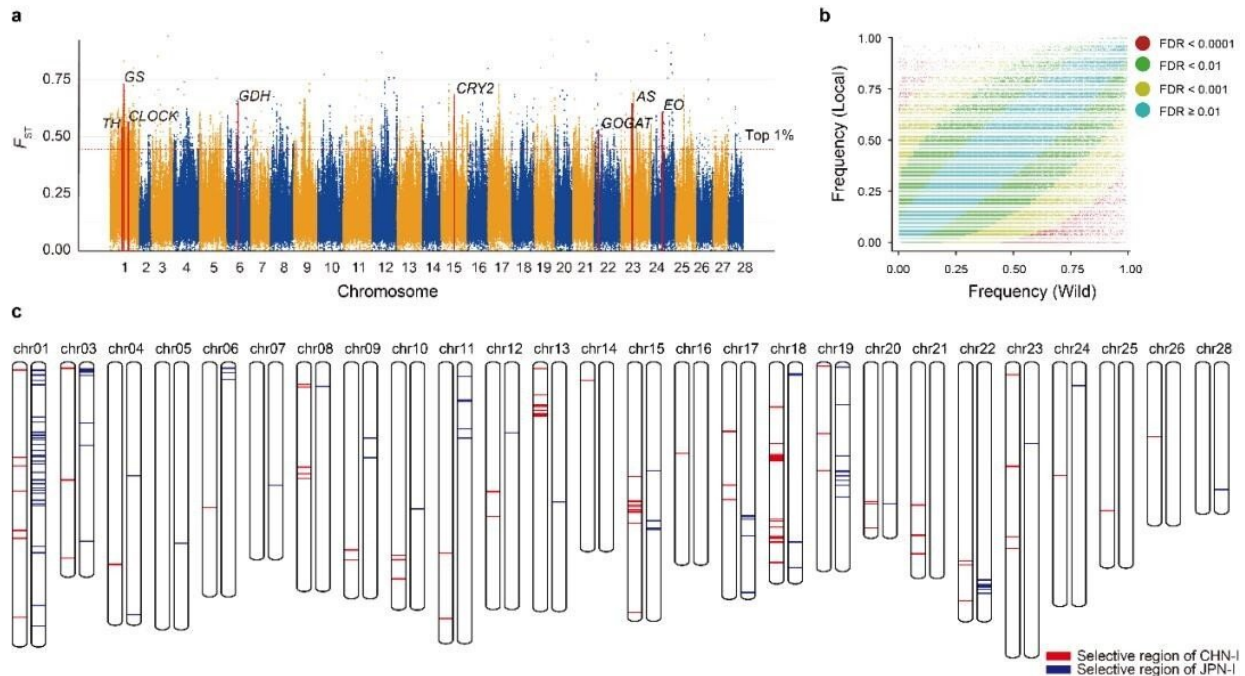 a
b
GS
CLOCK
TH
GDH
CRY2
GOGAT
AS
EO
Top 1%
0.75
0.50
0.25
0.00
FST
1 2 3 4 5 6 7 8 9 10 11 12 13 14 15 16 17 18 19 20 21 22 23 24 25 26 27 28
Chromosome
1.00
0.75
0.50
0.25
0.00
Frequency (Local)
0.00 0.25 0.50 0.75 1.00
Frequency (Wild)
FDR < 0.0001
FDR < 0.01
FDR < 0.001
FDR ≥ 0.01
c
chr01 chr03 chr04 chr05 chr06 chr07 chr08 chr09 chr10 chr11 chr12 chr13 chr14 chr15 chr16 chr17 chr18 chr19 chr20 chr21 chr22 chr23 chr24 chr25 chr26 chr28
Selective region of CHN-I
Selective region of JPN-I